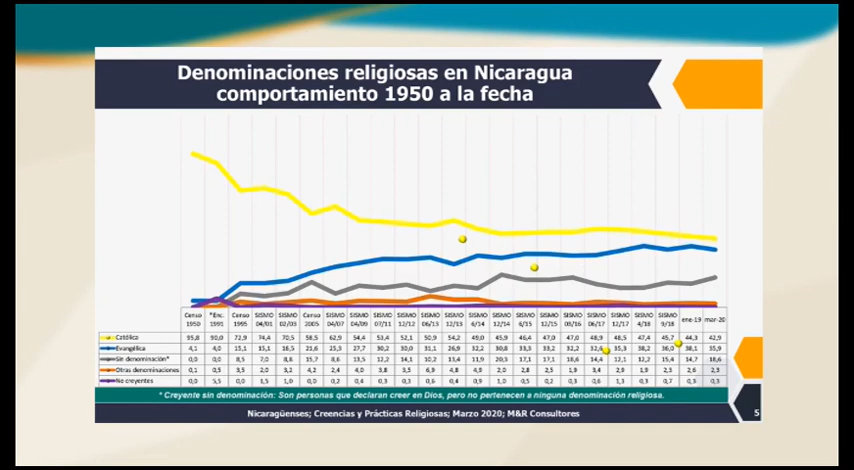 Denominaciones religiosas en Nicaragua
comportamiento 1950 a la fecha
Censo 1950 *Enc. 1991 Censo 1995 SISMO 04/01 SISMO 02/03 Censo 2005 SISMO 04/07 SISMO 04/09 SISMO 07/11 SISMO 12/12 SISMO 06/13 SISMO 12/13 SISMO 6/14 SISMO 12/14 SISMO 6/15 SISMO 12/15 SISMO 03/16 SISMO 06/17 SISMO 12/17 SISMO 4/18 SISMO 9/18 ene-19 mar-20
Católica 95,8 90,0 72,9 74,4 70,5 58,5 62,9 54,4 53,4 52,1 50,9 54,2 49,0 45,9 46,4 47,0 47,0 48,9 48,5 47,4 45,7 44,3 42,9
Evangélica 4,1 4,0 15,1 15,1 16,5 21,6 25,3 27,7 30,2 30,0 31,1 26,9 32,2 30,8 33,3 33,2 32,2 32,6 35,3 38,2 36,0 38,1 35,9
Sin denominación* 0,0 0,0 8,5 7,0 8,8 15,7 8,6 13,5 12,2 14,1 10,2 13,4 11,9 20,3 17,1 17,1 18,6 14,4 12,1 12,2 15,4 14,7 18,6
Otras denominaciones 0,1 0,5 3,5 2,0 3,2 4,2 2,4 4,0 3,8 3,5 6,9 4,8 4,9 2,0 2,8 2,5 1,9 3,4 2,9 1,9 2,3 2,6 2,3
No creyentes 0,0 5,5 0,0 1,5 1,0 0,0 0,2 0,4 0,3 0,3 0,6 0,4 0,9 1,0 0,5 0,2 0,3 0,6 1,3 0,3 0,7 0,3 0,3
* Creyente sin denominación: Son personas que declaran creer en Dios, pero no pertenecen a ninguna denominación religiosa.
Nicaragüenses; Creencias y Prácticas Religiosas; Marzo 2020; M&R Consultores
5